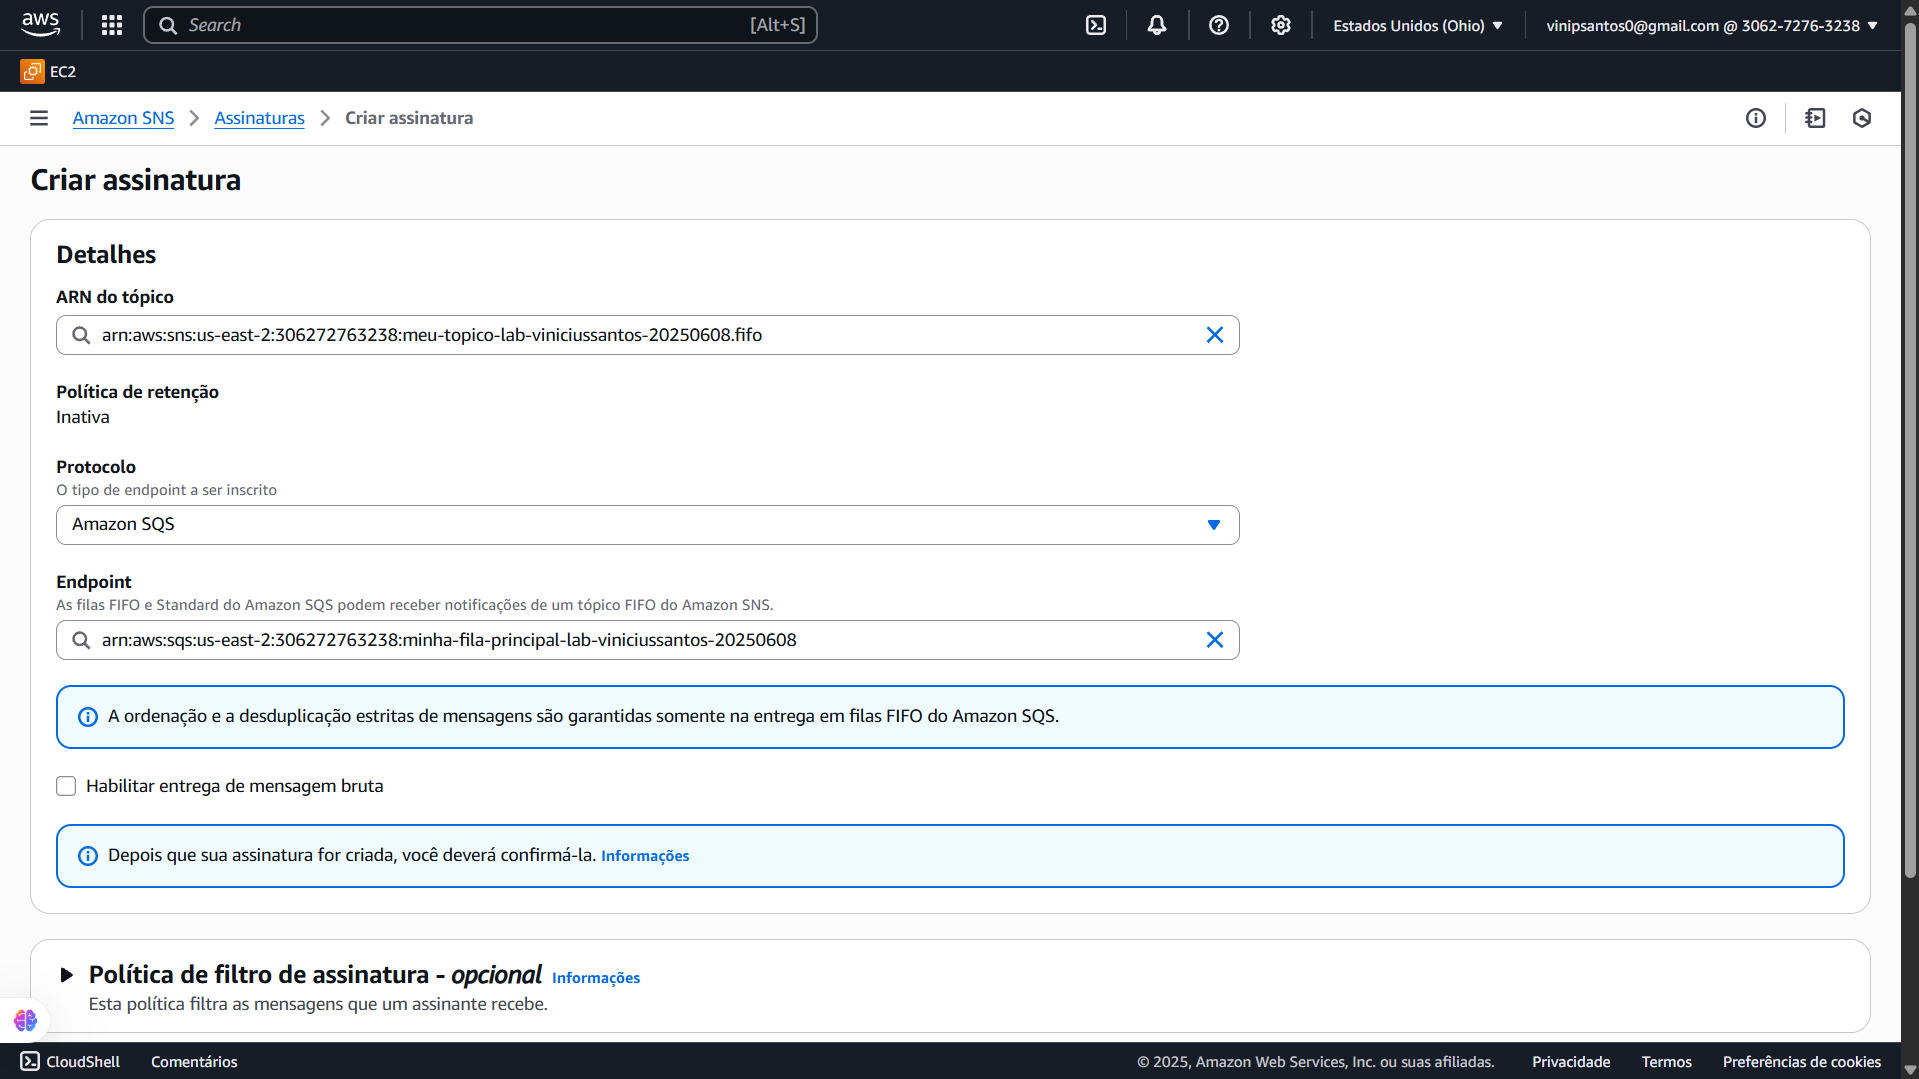 aws
Search [Alt+S]
Estados Unidos (Ohio)
vinipsantos0@gmail.com @ 3062-7276-3238
EC2
Amazon SNS
Assinaturas
Criar assinatura
Criar assinatura
Detalhes
ARN do tópico
arn:aws:sns:us-east-2:306272763238:meu-topico-lab-viniciussantos-20250608.fifo
Política de retenção
Inativa
Protocolo
O tipo de endpoint a ser inscrito
Amazon SQS
Endpoint
As filas FIFO e Standard do Amazon SQS podem receber notificações de um tópico FIFO do Amazon SNS.
arn:aws:sqs:us-east-2:306272763238:minha-fila-principal-lab-viniciussantos-20250608
A ordenação e a desduplicação estritas de mensagens são garantidas somente na entrega em filas FIFO do Amazon SQS.
Habilitar entrega de mensagem bruta
Depois que sua assinatura for criada, você deverá confirmá-la. Informações
Política de filtro de assinatura - opcional Informações
Esta política filtra as mensagens que um assinante recebe.
CloudShell
Comentários
© 2025, Amazon Web Services, Inc. ou suas afiliadas.
Privacidade
Termos
Preferências de cookies